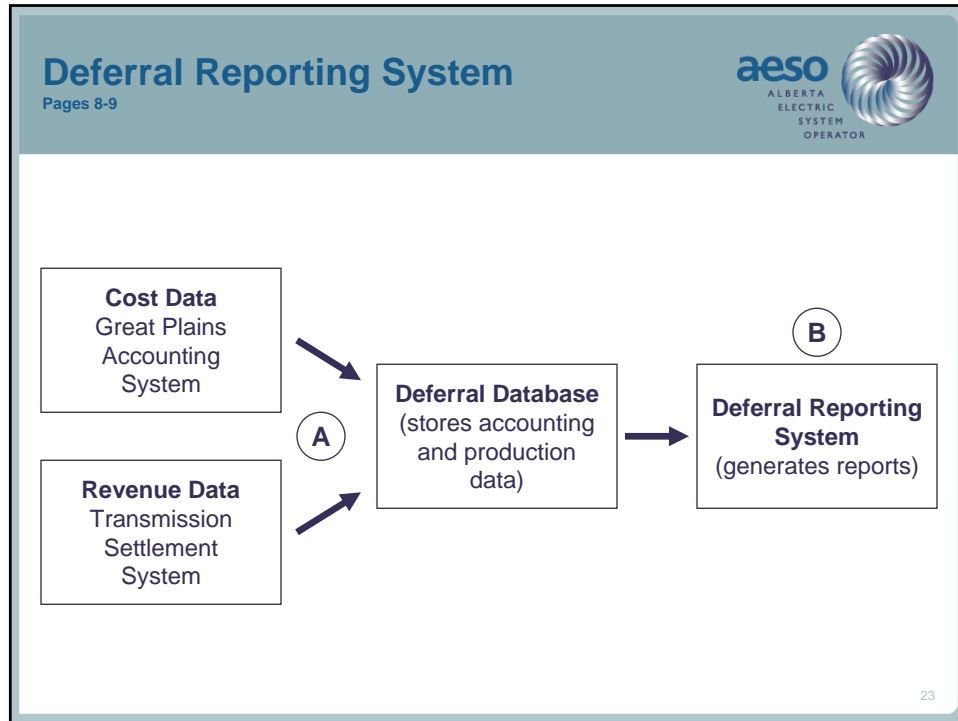 Deferral Reporting System
Pages 8-9
aeso
ALBERTA
ELECTRIC
SYSTEM
OPERATOR
Cost Data
Great Plains
Accounting
System
A
Revenue Data
Transmission
Settlement
System
Deferral Database
(stores accounting
and production
data)
B
Deferral Reporting
System
(generates reports)
23